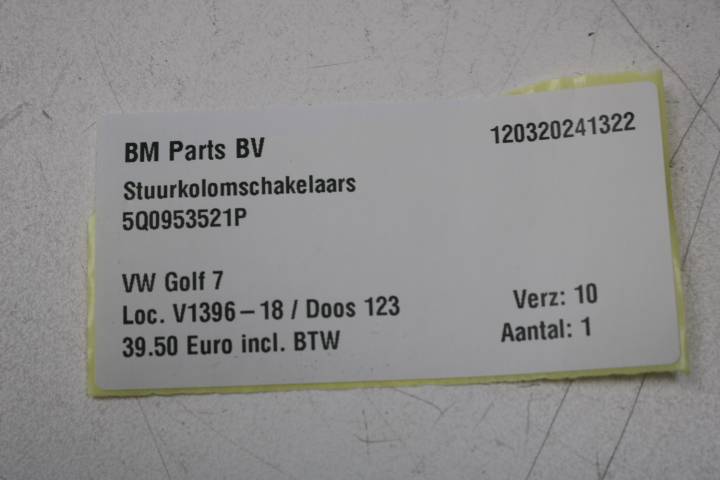 BM Parts BV
120320241322
Stuurkolomschakelaars
5Q0953521P
VW Golf 7
Loc. V1396-18 / Doos 123
Verz: 10
39.50 Euro incl. BTW
Aantal: 1